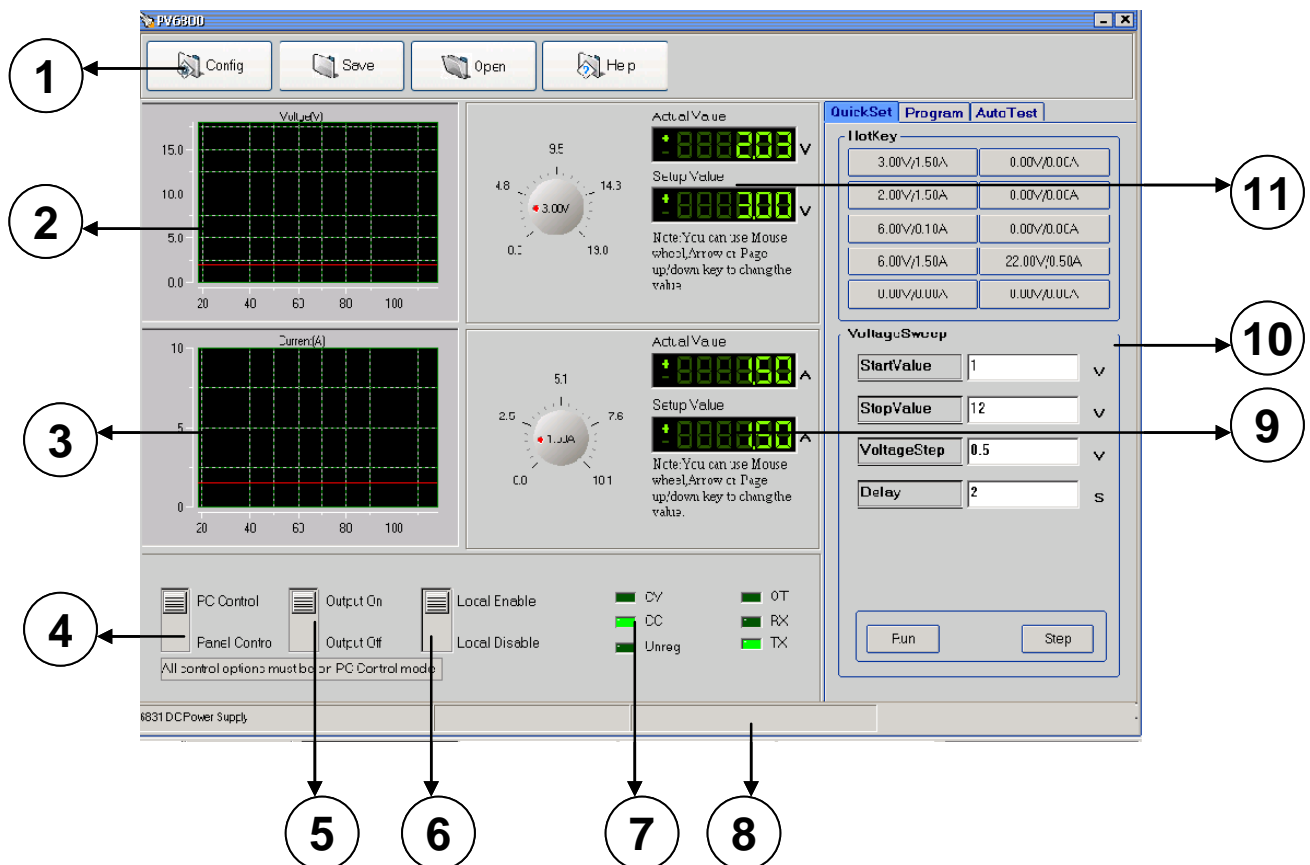 PV6800
Config
Save
Open
Help
1
Voltge(V)
15.0
10.0
5.0
0.0
20 40 60 80 100
2
9.5
4.8
14.3
3.00V
0.0
19.0
Actual Value
2.03 V
Setup Value
3.00 V
Note:You can use Mouse
wheel,Arrow or Page
up/down key to chang the
value
11
QuickSet Program AutoTest
HotKey
3.00V/1.50A 0.00V/0.00A
2.00V/1.50A 0.00V/0.00A
6.00V/0.10A 0.00V/0.00A
6.00V/1.50A 22.00V/0.50A
0.00V/0.00A 0.00V/0.00A
Current(A)
10
5
0
20 40 60 80 100
3
5.1
2.5
7.6
0.0
10.1
Actual Value
1.50 A
Setup Value
1.50 A
Note:You can use Mouse
wheel,Arrow or Page
up/down key to chang the
value.
9
VoltageSweep
10
StartValue 1 V
StopValue 12 V
VoltageStep 0.5 V
Delay 2 S
Run Step
PC Control
Panel Control
4
Output On
Output Off
Local Enable
Local Disable
CV
CC
Unreg
OT
RX
TX
All control options must be on PC Control mode
6831 DC Power Supply
5
6
7
8